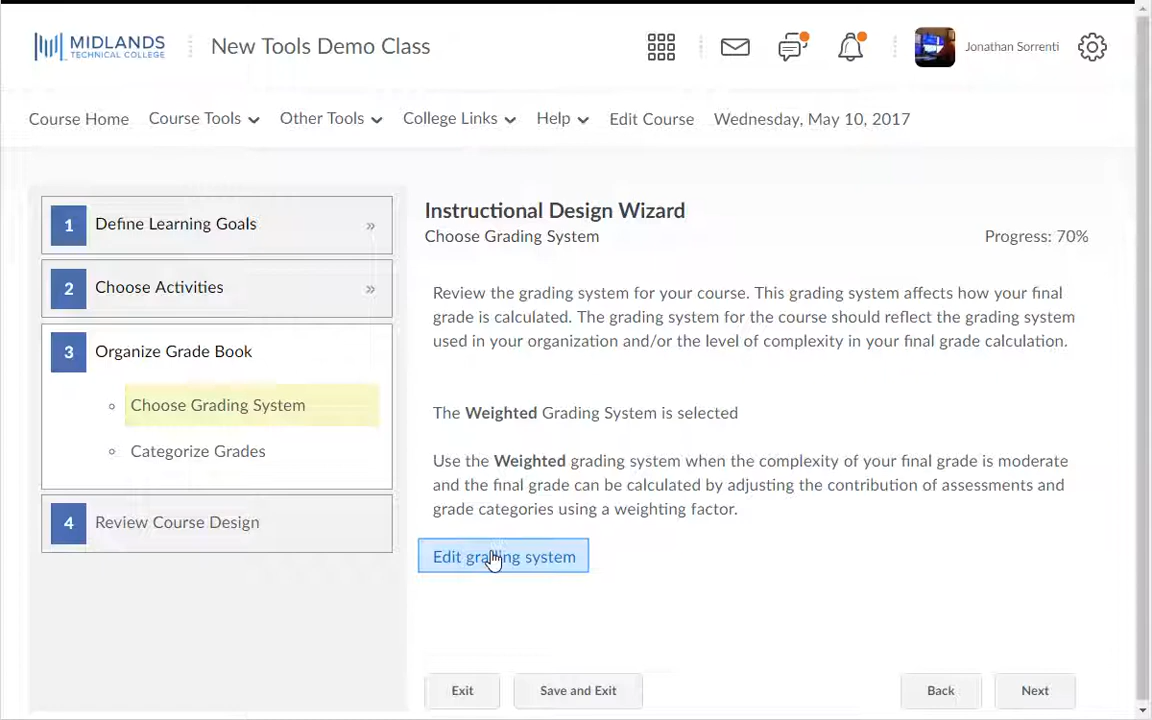 MIDLANDS
TECHNICAL COLLEGE
New Tools Demo Class
Jonathan Sorrenti
Course Home Course Tools Other Tools College Links Help Edit Course Wednesday, May 10, 2017
1 Define Learning Goals »
2 Choose Activities »
3 Organize Grade Book
Choose Grading System
Categorize Grades
4 Review Course Design
Instructional Design Wizard
Choose Grading System
Progress: 70%
Review the grading system for your course. This grading system affects how your final
grade is calculated. The grading system for the course should reflect the grading system
used in your organization and/or the level of complexity in your final grade calculation.
The Weighted Grading System is selected
Use the Weighted grading system when the complexity of your final grade is moderate
and the final grade can be calculated by adjusting the contribution of assessments and
grade categories using a weighting factor.
Edit grading system
Exit Save and Exit Back Next